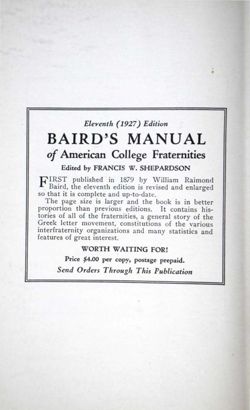 Eleventh (1927) Edition
BAIRD'S MANUAL
of American College Fraternities
Edited by FRANCIS W. SHEPARDSON
FIRST published in 1879 by William Raimond
Baird, the eleventh edition is revised and enlarged
so that it is complete and up-to-date.
The page size is larger and the book is in better
proportion than previous editions. It contains his-
tories of all of the fraternities, a general story of the
Greek letter movement, constitutions of the various
interfraternity organizations and many statistics and
features of great interest.
WORTH WAITING FOR!
Price $4.00 per copy, postage prepaid.
Send Orders Through This Publication